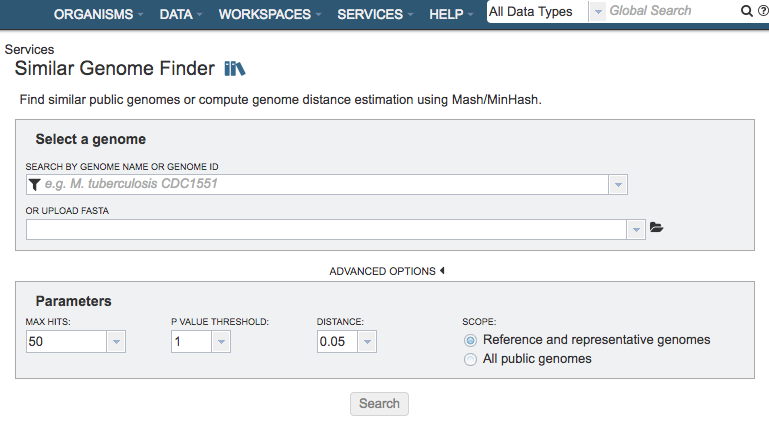 ORGANISMS DATA WORKSPACES SERVICES HELP All Data Types Global Search
Services
Similar Genome Finder
Find similar public genomes or compute genome distance estimation using Mash/MinHash.
Select a genome
SEARCH BY GENOME NAME OR GENOME ID
e.g. M. tuberculosis CDC1551
OR UPLOAD FASTA
ADVANCED OPTIONS
Parameters
MAX HITS: P VALUE THRESHOLD: DISTANCE: SCOPE:
50 1 0.05 Reference and representative genomes
All public genomes
Search